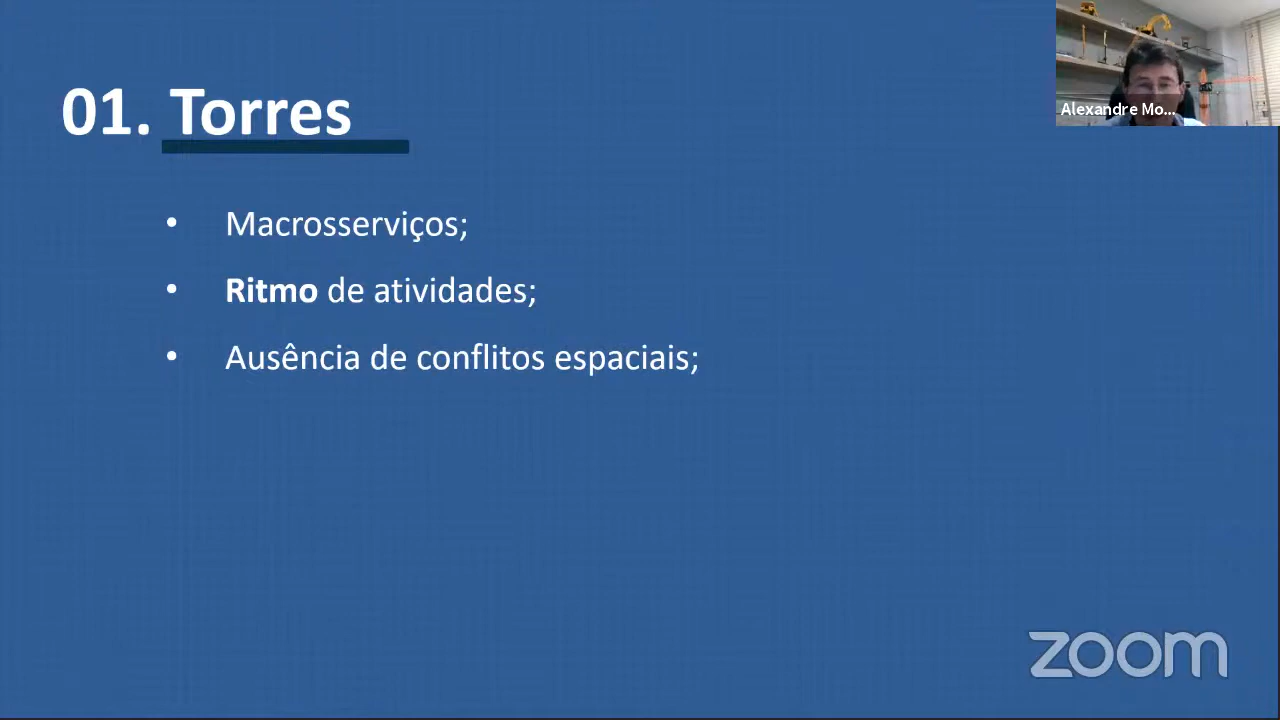 01. Torres
Alexandre Mo...
• Macrosserviços;
• Ritmo de atividades;
• Ausência de conflitos espaciais;
zoom